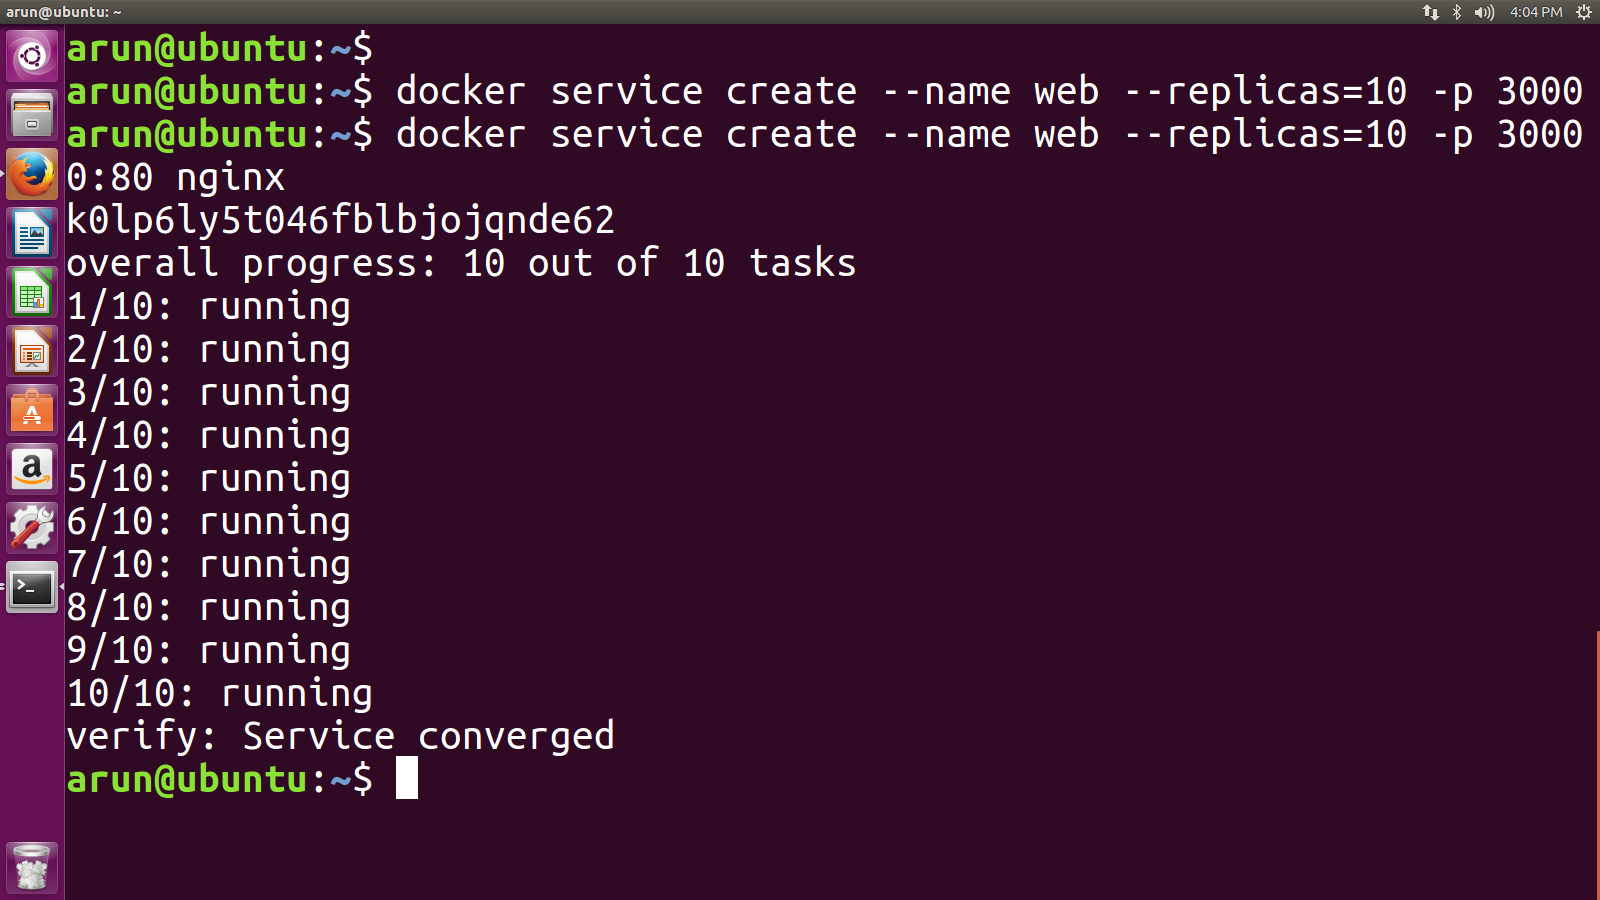 arun@ubuntu: ~
4:04 PM
arun@ubuntu:~$
arun@ubuntu:~$ docker service create --name web --replicas=10 -p 3000
arun@ubuntu:~$ docker service create --name web --replicas=10 -p 3000
0:80 nginx
k0lp6ly5t046fblbjojqnde62
overall progress: 10 out of 10 tasks
1/10: running
2/10: running
3/10: running
4/10: running
5/10: running
6/10: running
7/10: running
8/10: running
9/10: running
10/10: running
verify: Service converged
arun@ubuntu:~$